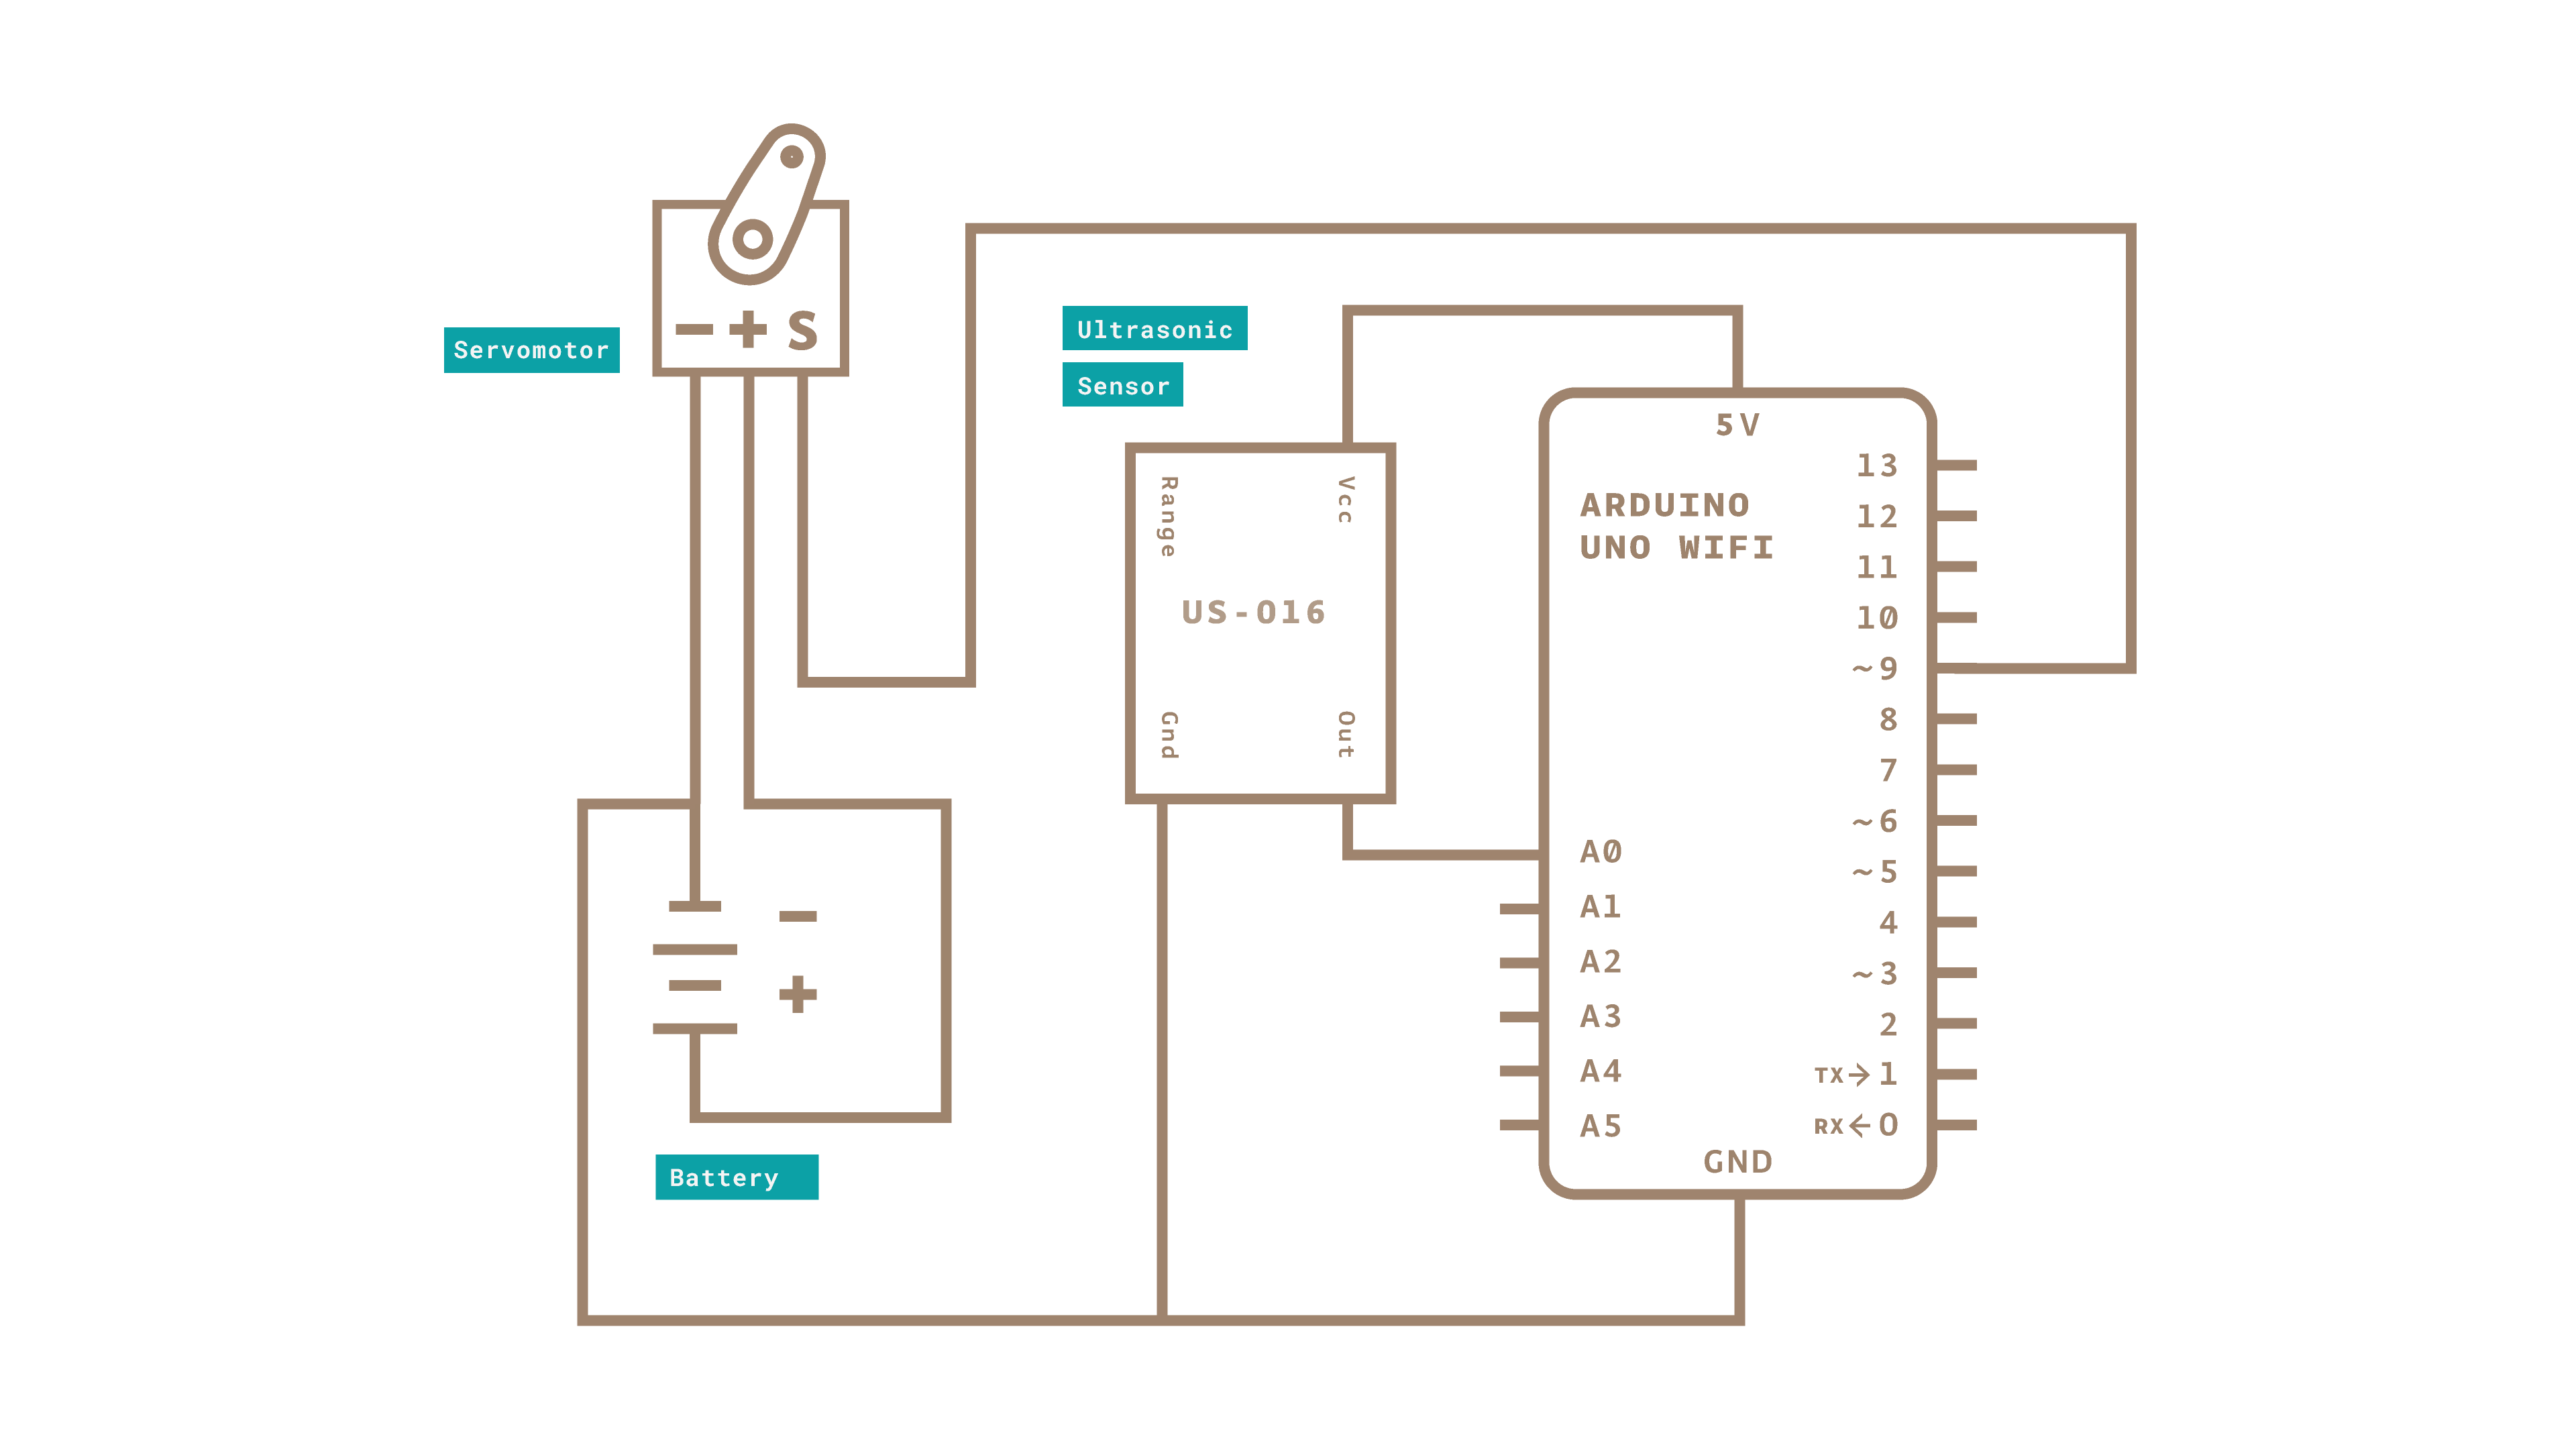 − + S
Servomotor
Ultrasonic
Sensor
Range
Vcc
US-016
Gnd
Out
5V
ARDUINO
UNO WIFI
13
12
11
10
~9
8
7
~6
~5
4
~3
2
TX→1
RX←0
A0
A1
A2
A3
A4
A5
GND
−
+
Battery